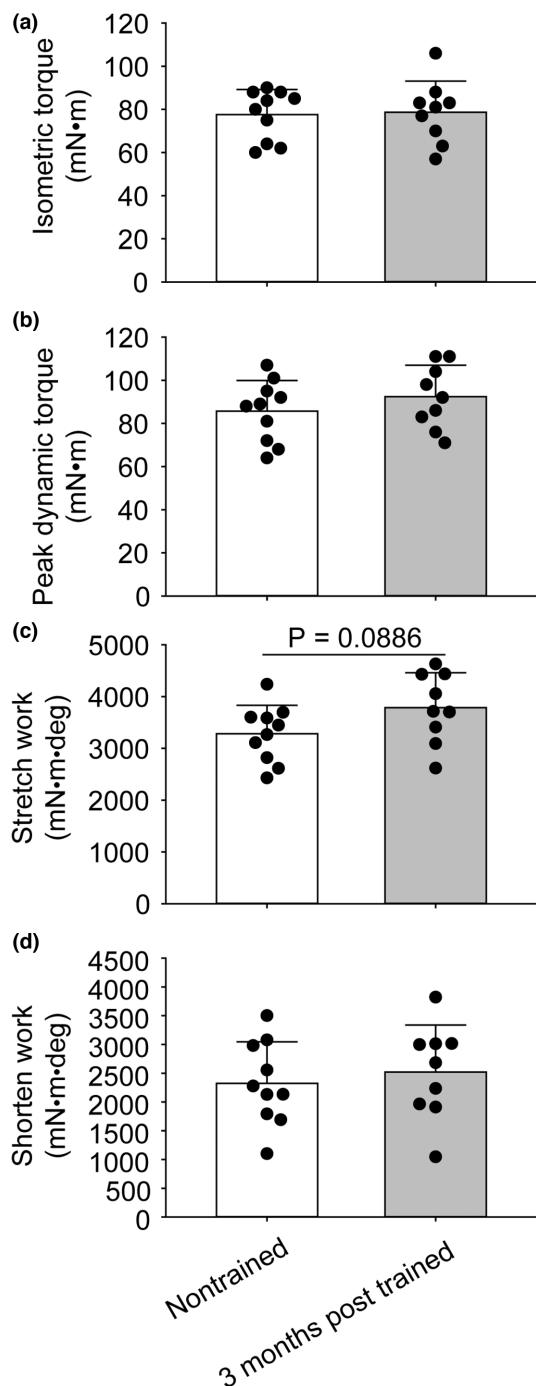 (a)
Isometric torque
(mN•m)
120
100
80
60
40
20
0
(b)
Peak dynamic torque
(mN•m)
120
100
80
60
40
20
0
(c)
Stretch work
(mN•m•deg)
P = 0.0886
5000
4000
3000
2000
1000
0
(d)
Shorten work
(mN•m•deg)
4500
4000
3500
3000
2500
2000
1500
1000
500
0
Nontrained
3 months post trained